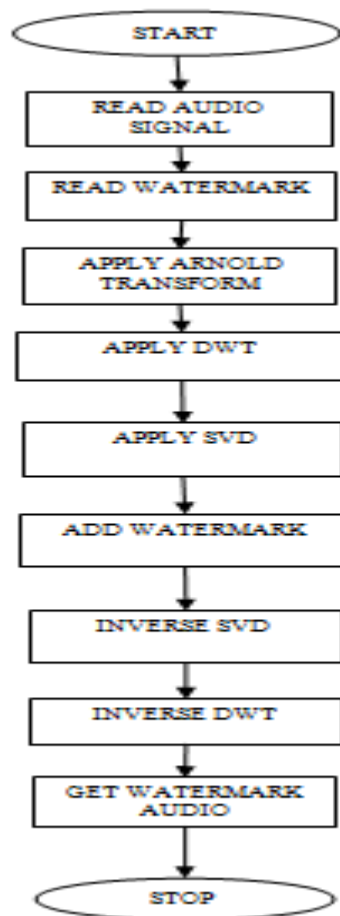 START
READ AUDIO
SIGNAL
READ WATERMARK
APPLY ARNOLD
TRANSFORM
APPLY DWT
APPLY SVD
ADD WATERMARK
INVERSE SVD
INVERSE DWT
GET WATERMARK
AUDIO
STOP